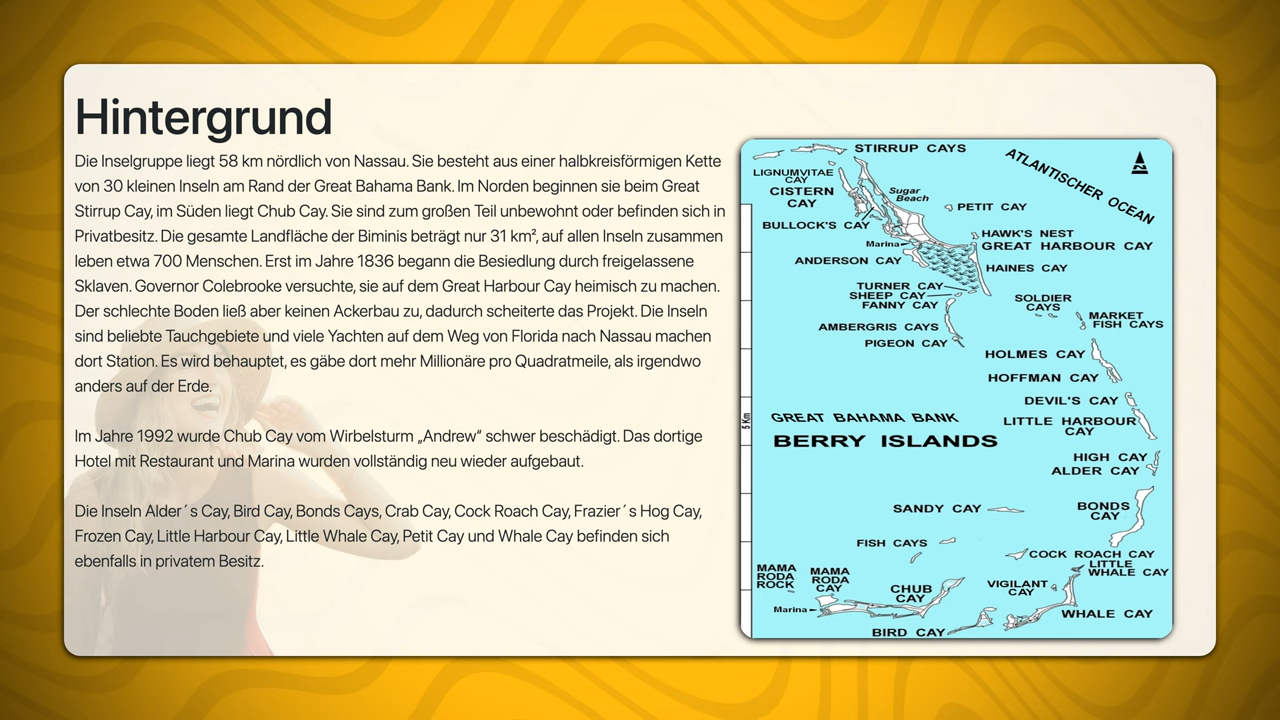 Hintergrund
Die Inselgruppe liegt 58 km nördlich von Nassau. Sie besteht aus einer halbkreisförmigen Kette
von 30 kleinen Inseln am Rand der Great Bahama Bank. Im Norden beginnen sie beim Great
Stirrup Cay, im Süden liegt Chub Cay. Sie sind zum großen Teil unbewohnt oder befinden sich in
Privatbesitz. Die gesamte Landfläche der Biminis beträgt nur 31 km², auf allen Inseln zusammen
leben etwa 700 Menschen. Erst im Jahre 1836 begann die Besiedlung durch freigelassene
Sklaven. Governor Colebrooke versuchte, sie auf dem Great Harbour Cay heimisch zu machen.
Der schlechte Boden ließ aber keinen Ackerbau zu, dadurch scheiterte das Projekt. Die Inseln
sind beliebte Tauchgebiete und viele Yachten auf dem Weg von Florida nach Nassau machen
dort Station. Es wird behauptet, es gäbe dort mehr Millionäre pro Quadratmeile, als irgendwo
anders auf der Erde.
Im Jahre 1992 wurde Chub Cay vom Wirbelsturm „Andrew“ schwer beschädigt. Das dortige
Hotel mit Restaurant und Marina wurden vollständig neu wieder aufgebaut.
Die Inseln Alder´s Cay, Bird Cay, Bonds Cays, Crab Cay, Cock Roach Cay, Frazier´s Hog Cay,
Frozen Cay, Little Harbour Cay, Little Whale Cay, Petit Cay und Whale Cay befinden sich
ebenfalls in privatem Besitz.
STIRRUP CAYS
ATLANTISCHER OCEAN
N
LIGNUMVITAE
CAY
CISTERN
CAY
Sugar
Beach
PETIT CAY
BULLOCK'S CAY
HAWK'S NEST
Marina
GREAT HARBOUR CAY
ANDERSON CAY
HAINES CAY
TURNER CAY
SHEEP CAY
FANNY CAY
SOLDIER
CAYS
MARKET
FISH CAYS
AMBERGRIS CAYS
PIGEON CAY
HOLMES CAY
HOFFMAN CAY
DEVIL'S CAY
5 Km
GREAT BAHAMA BANK
LITTLE HARBOUR
CAY
BERRY ISLANDS
HIGH CAY
ALDER CAY
SANDY CAY
BONDS
CAY
FISH CAYS
COCK ROACH CAY
LITTLE
WHALE CAY
MAMA
RODA
ROCK
MAMA
RODA
CAY
CHUB
CAY
VIGILANT
CAY
Marina
WHALE CAY
BIRD CAY